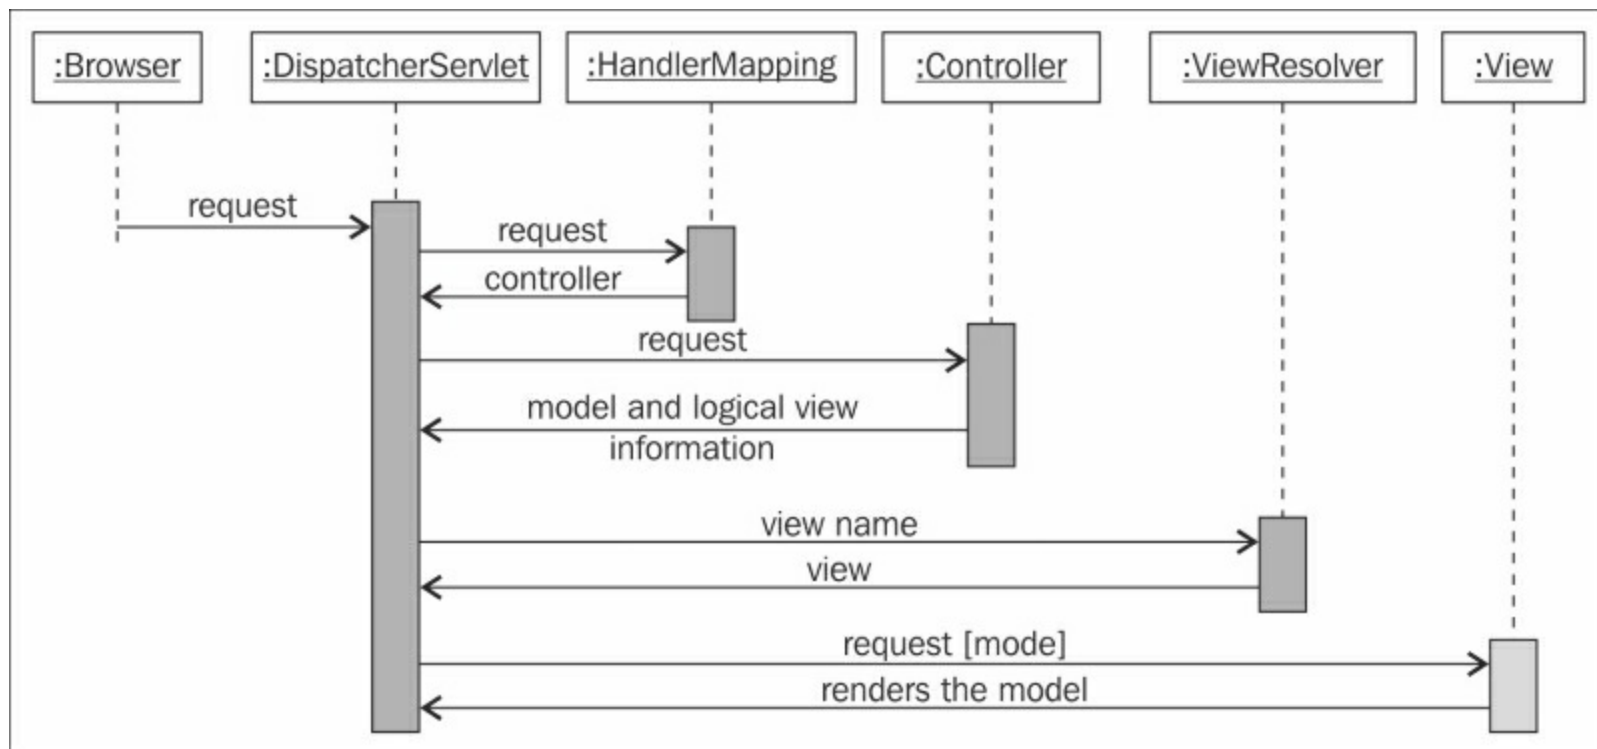 :Browser
:DispatcherServlet
:HandlerMapping
:Controller
:ViewResolver
:View
request
request
controller
request
model and logical view
information
view name
view
request [mode]
renders the model